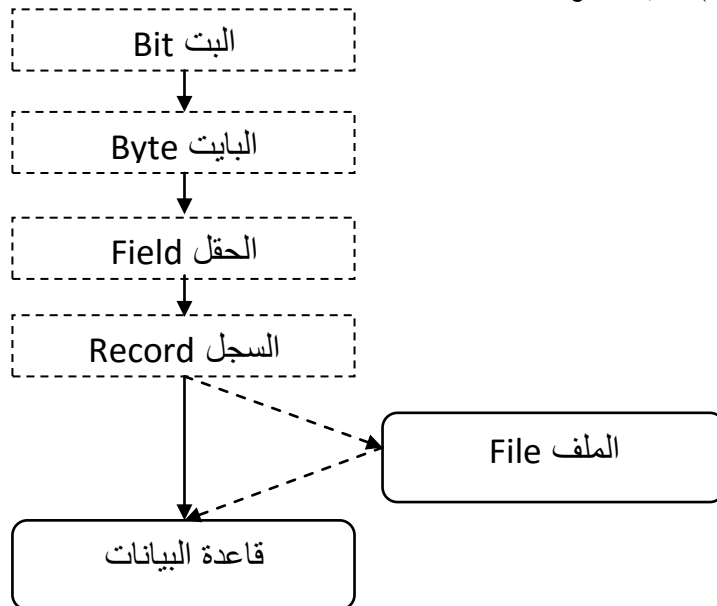 البت Bit
البايت Byte
الحقل Field
السجل Record
الملف File
قاعدة البيانات